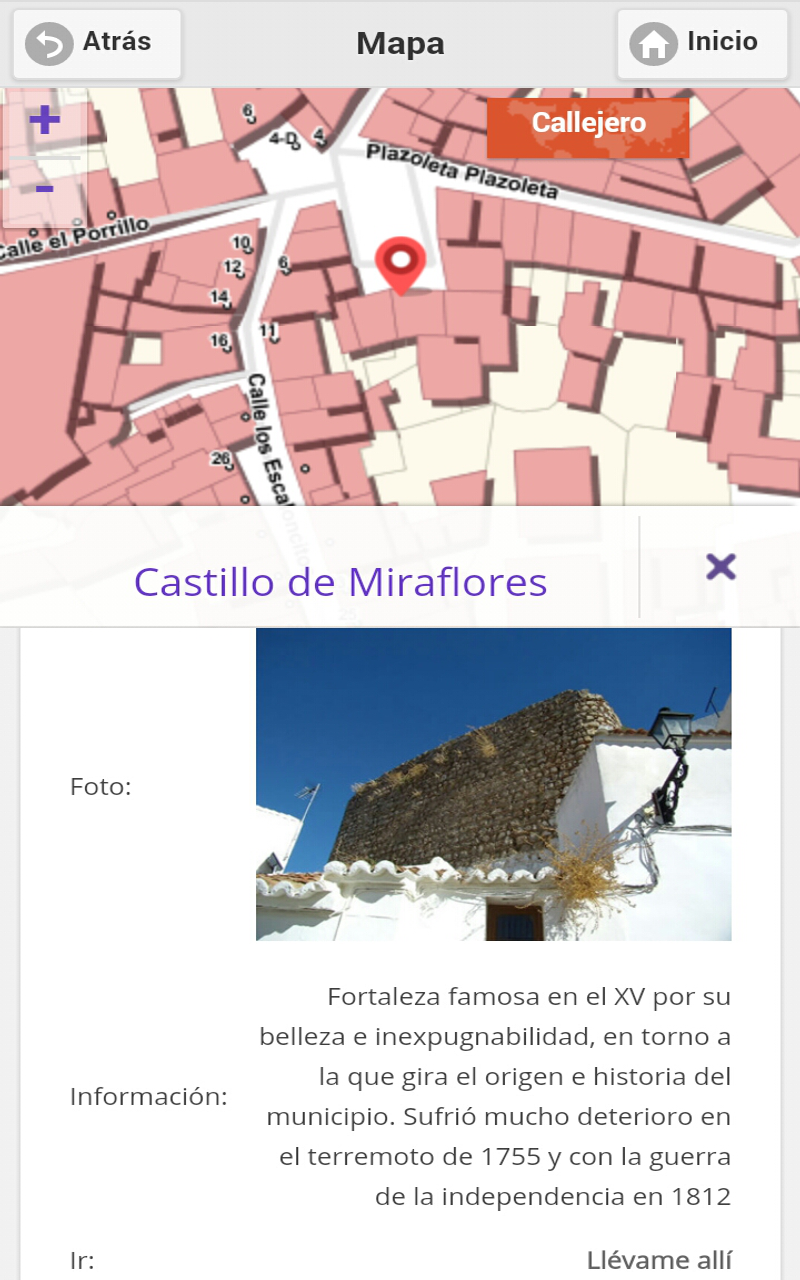 Atrás
Mapa
Inicio
+
-
Callejero
6
4-D
4
Plazoleta Plazoleta
Calle el Porrillo
10
12
6
14
16
11
Calle los Esca
26
Castillo de Miraflores
Foto:
Información:
Fortaleza famosa en el XV por su
belleza e inexpugnabilidad, en torno a
la que gira el origen e historia del
municipio. Sufrió mucho deterioro en
el terremoto de 1755 y con la guerra
de la independencia en 1812
Ir:
Llévame allí